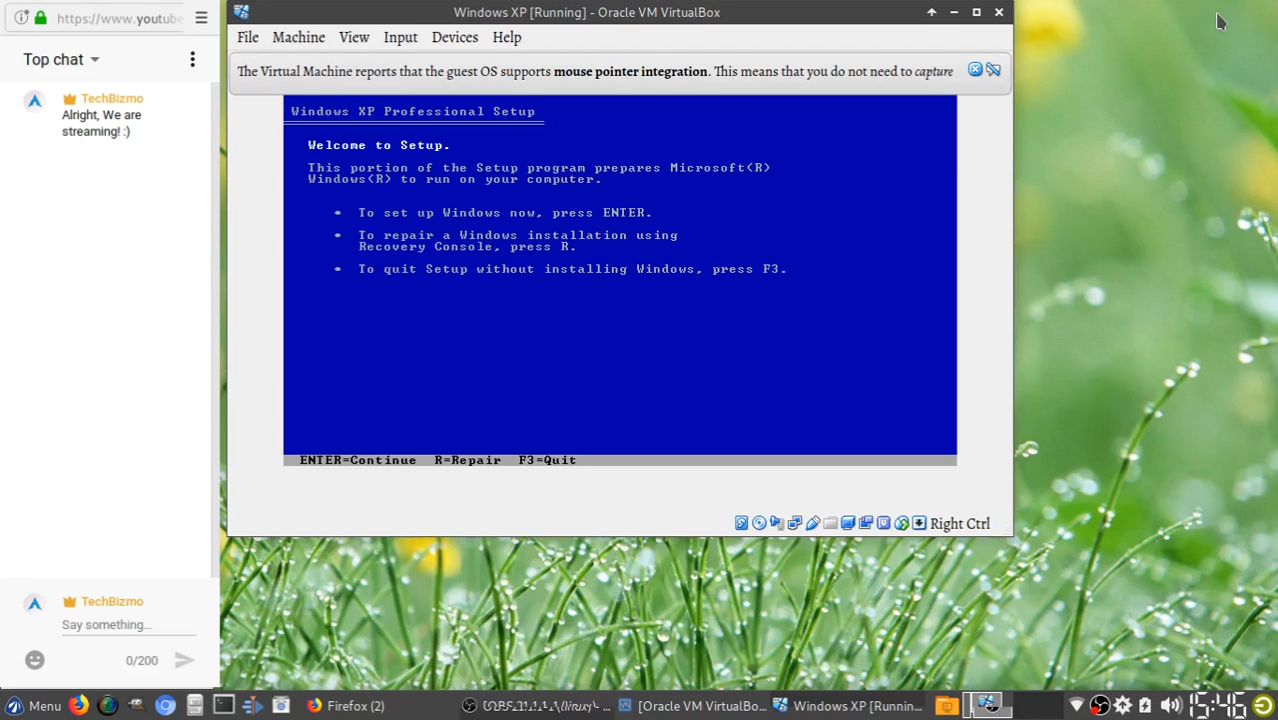 https://www.youtube
Top chat
TechBizmo
Alright, We are
streaming! :)
TechBizmo
Say something...
0/200
Windows XP [Running] - Oracle VM VirtualBox
File Machine View Input Devices Help
The Virtual Machine reports that the guest OS supports mouse pointer integration. This means that you do not need to capture
Windows XP Professional Setup
Welcome to Setup.
This portion of the Setup program prepares Microsoft(R)
Windows(R) to run on your computer.
• To set up Windows now, press ENTER.
• To repair a Windows installation using
Recovery Console, press R.
• To quit Setup without installing Windows, press F3.
ENTER=Continue R=Repair F3=Quit
Right Ctrl
Menu Firefox (2) [Oracle VM VirtualBo... Windows XP [Runnin... 15:46